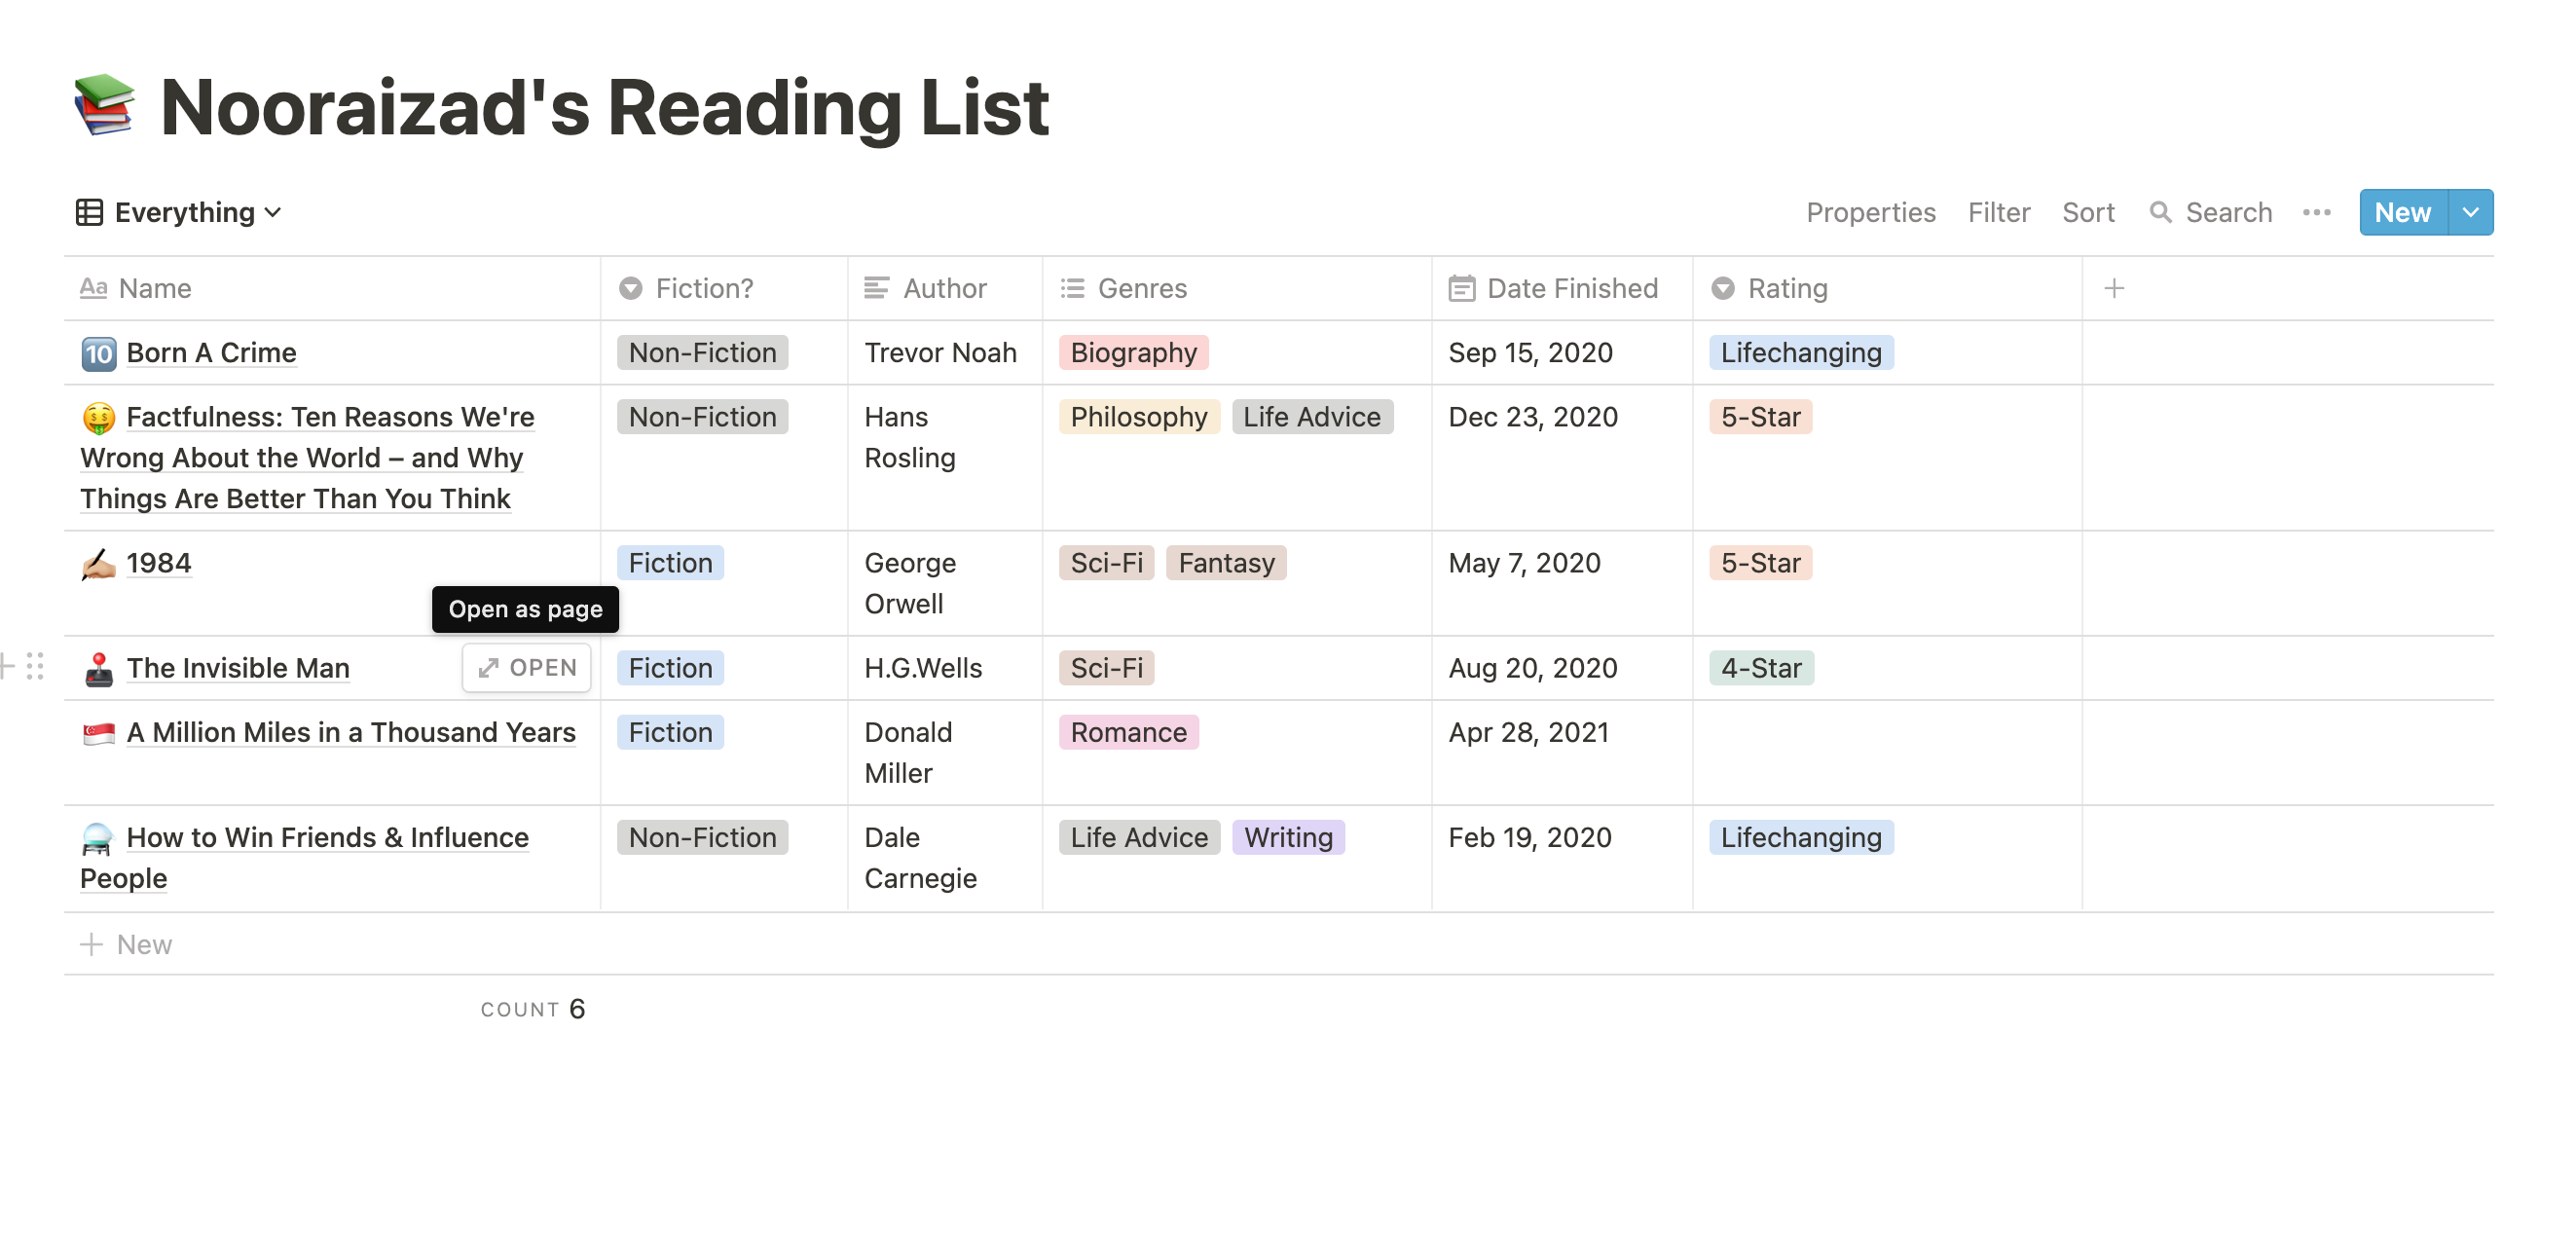 Nooraizad's Reading List
Everything
Properties Filter Sort Search New
Aa Name Fiction? Author Genres Date Finished Rating
10 Born A Crime Non-Fiction Trevor Noah Biography Sep 15, 2020 Lifechanging
Factfulness: Ten Reasons We're Non-Fiction Hans Philosophy Life Advice Dec 23, 2020 5-Star
Wrong About the World – and Why Rosling
Things Are Better Than You Think
1984 Fiction George Sci-Fi Fantasy May 7, 2020 5-Star
Orwell
Open as page
The Invisible Man OPEN Fiction H.G.Wells Sci-Fi Aug 20, 2020 4-Star
A Million Miles in a Thousand Years Fiction Donald Romance Apr 28, 2021
Miller
How to Win Friends & Influence Non-Fiction Dale Life Advice Writing Feb 19, 2020 Lifechanging
People Carnegie
New
COUNT 6